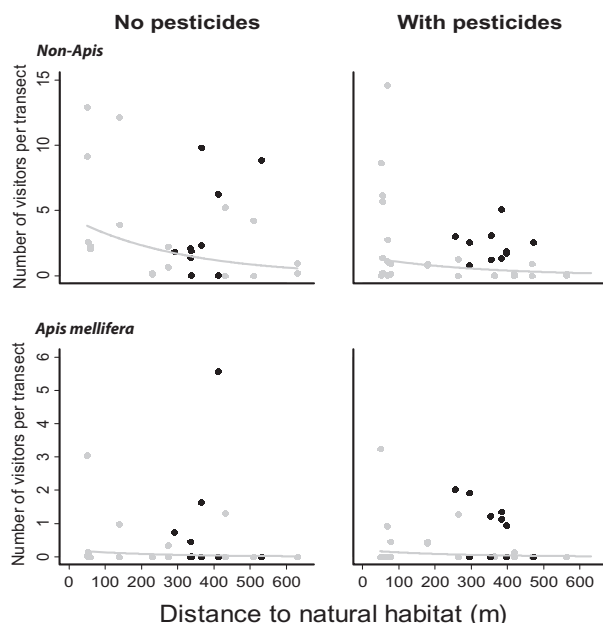 No pesticides With pesticides
Non-Apis
Number of visitors per transect
15
10
5
0
Apis mellifera
Number of visitors per transect
6
5
4
3
2
1
0
0 100 200 300 400 500 600 0 100 200 300 400 500 600
Distance to natural habitat (m)